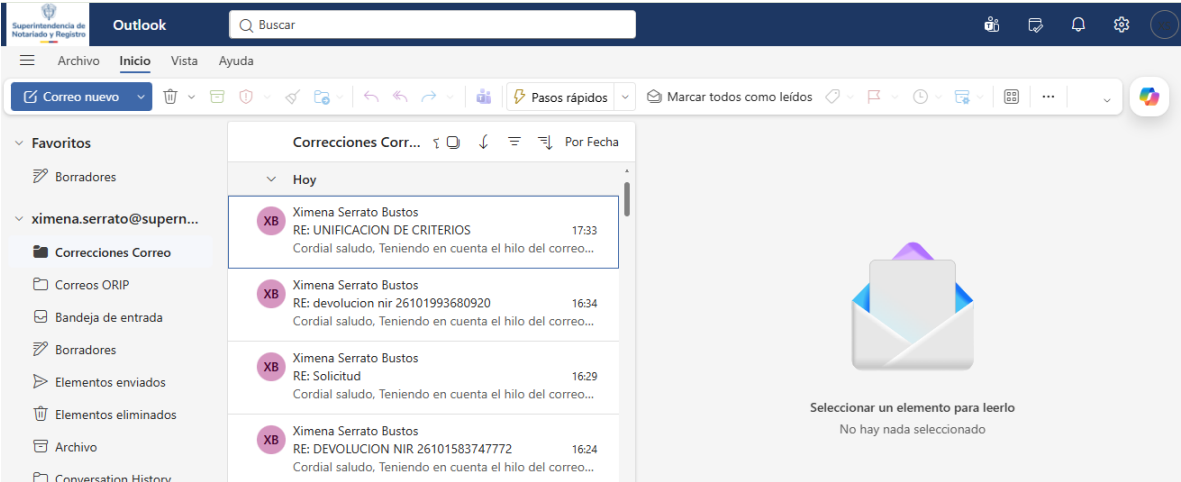 Superintendencia de
Notariado y Registro
Outlook
Buscar
Archivo Inicio Vista Ayuda
Correo nuevo
Pasos rápidos
Marcar todos como leídos
Favoritos
Borradores
ximena.serrato@supern...
Correcciones Correo
Correos ORIP
Bandeja de entrada
Borradores
Elementos enviados
Elementos eliminados
Archivo
Conversation History
Correcciones Corr... Por Fecha
Hoy
XB
Ximena Serrato Bustos
RE: UNIFICACION DE CRITERIOS 17:33
Cordial saludo, Teniendo en cuenta el hilo del correo...
XB
Ximena Serrato Bustos
RE: devolucion nir 26101993680920 16:34
Cordial saludo, Teniendo en cuenta el hilo del correo...
XB
Ximena Serrato Bustos
RE: Solicitud 16:29
Cordial saludo, Teniendo en cuenta el hilo del correo...
XB
Ximena Serrato Bustos
RE: DEVOLUCION NIR 26101583747772 16:24
Cordial saludo, Teniendo en cuenta el hilo del correo...
Seleccionar un elemento para leerlo
No hay nada seleccionado